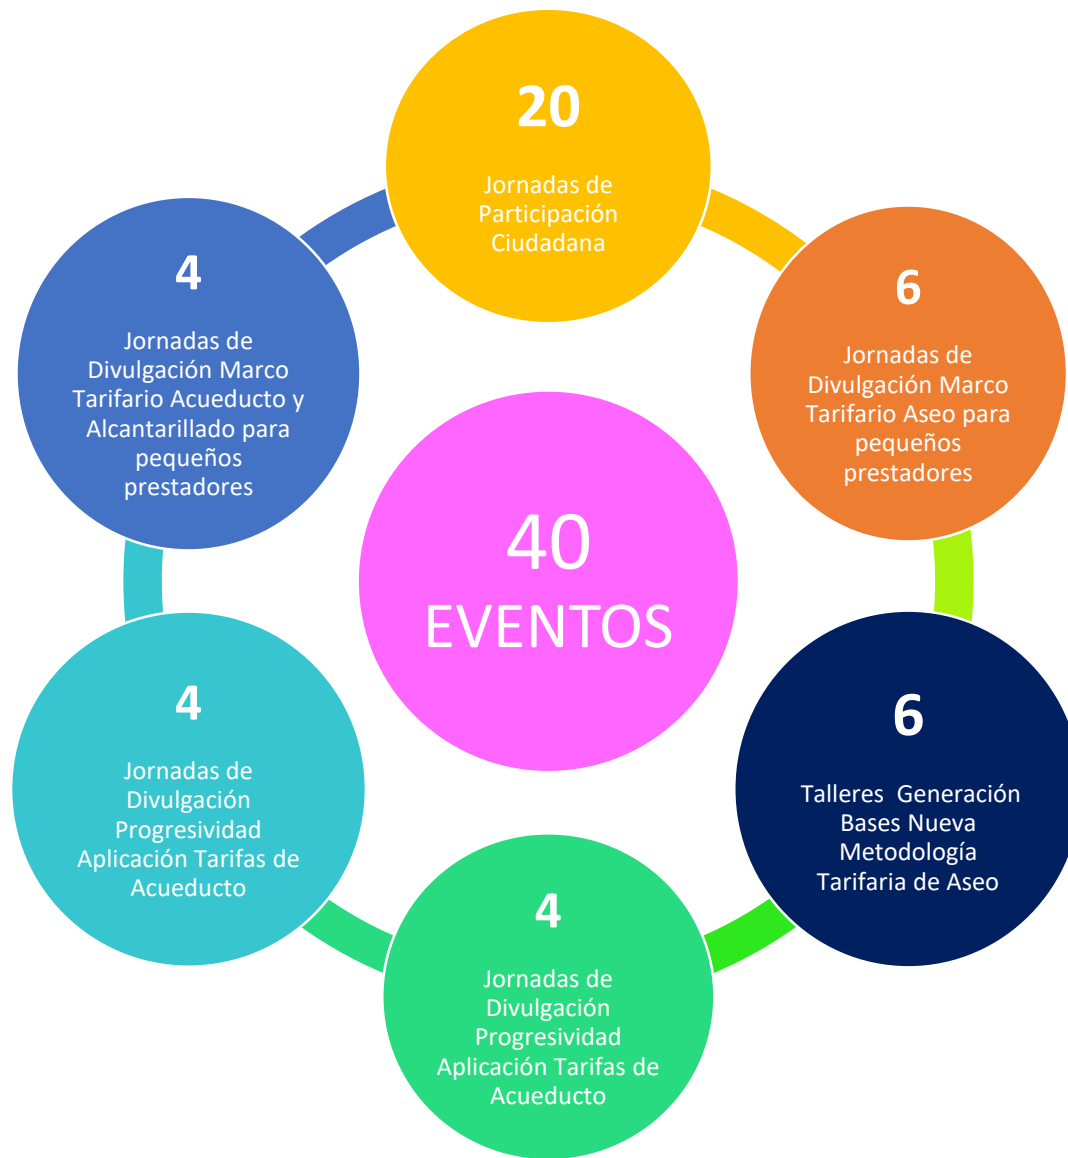 20
Jornadas de
Participación
Ciudadana
6
Jornadas de
Divulgación Marco
Tarifario Aseo para
pequeños
prestadores
6
Talleres Generación
Bases Nueva
Metodología
Tarifaria de Aseo
4
Jornadas de
Divulgación
Progresividad
Aplicación Tarifas de
Acueducto
4
Jornadas de
Divulgación
Progresividad
Aplicación Tarifas de
Acueducto
4
Jornadas de
Divulgación Marco
Tarifario Acueducto y
Alcantarillado para
pequeños
prestadores
40
EVENTOS